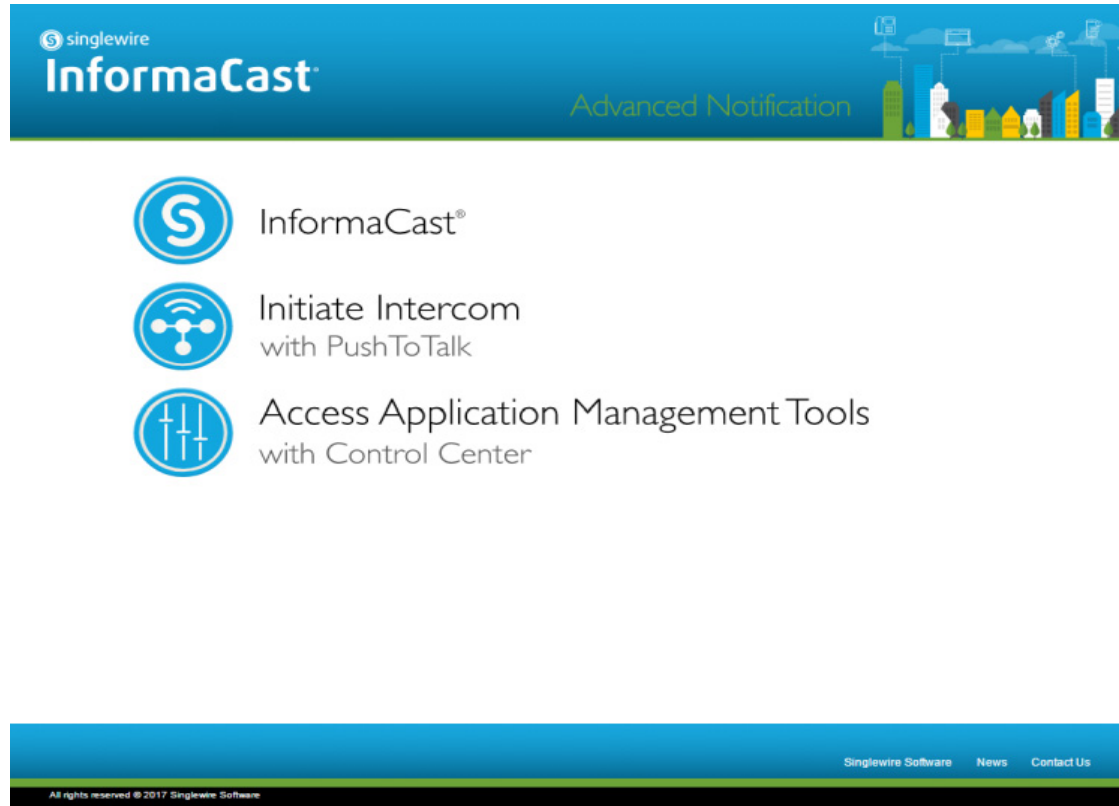 singlewire
InformaCast®
Advanced Notification
S
InformaCast®
Initiate Intercom
with PushToTalk
Access Application Management Tools
with Control Center
Singlewire Software News Contact Us
All rights reserved © 2017 Singlewire Software